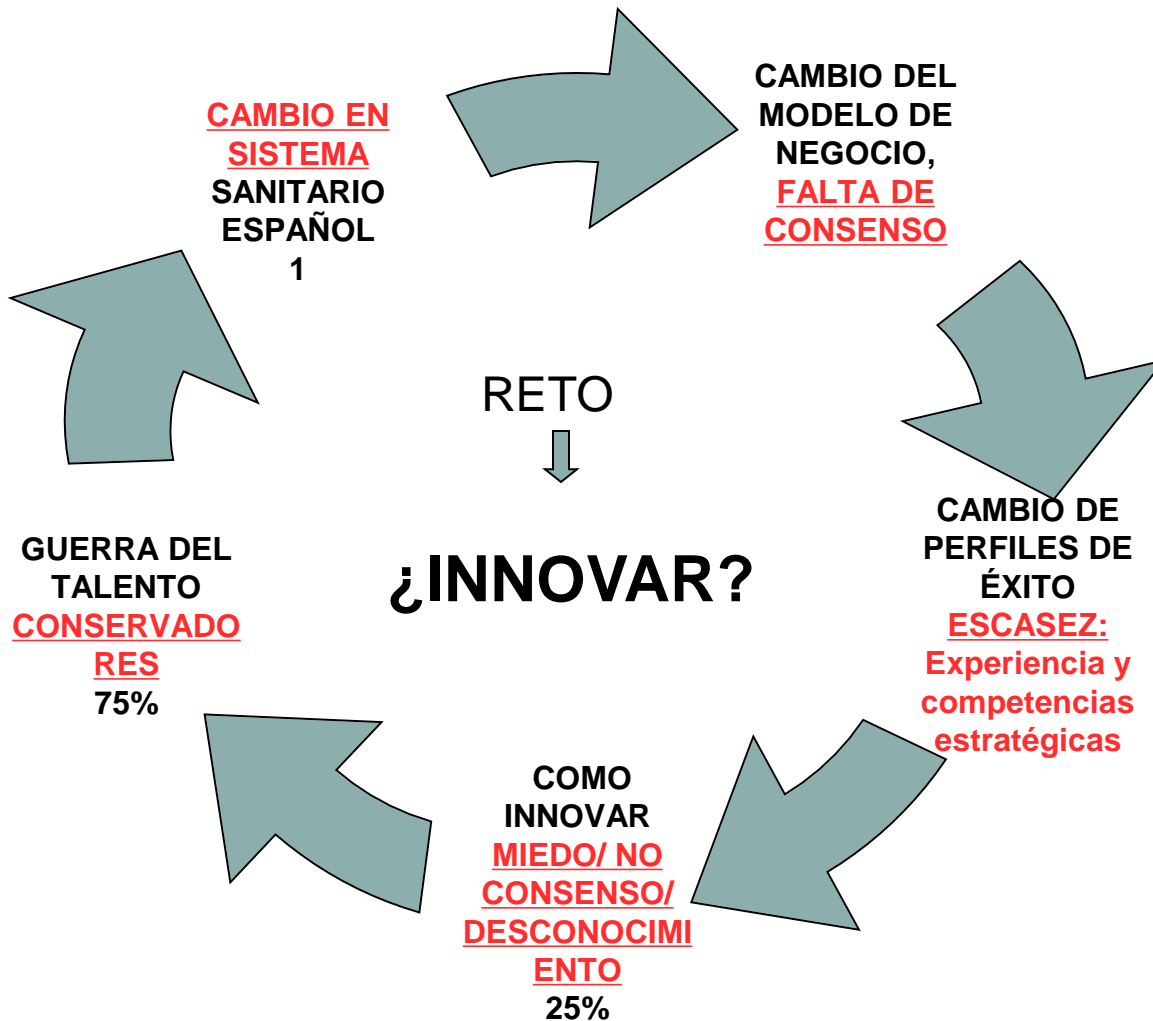 CAMBIO EN
SISTEMA
SANITARIO
ESPAÑOL
1
CAMBIO DEL
MODELO DE
NEGOCIO,
FALTA DE
CONSENSO
RETO
¿INNOVAR?
CAMBIO DE
PERFILES DE
ÉXITO
ESCASEZ:
Experiencia y
competencias
estratégicas
COMO
INNOVAR
MIEDO/ NO
CONSENSO/
DESCONOCIMI
ENTO
25%
GUERRA DEL
TALENTO
CONSERVADO
RES
75%